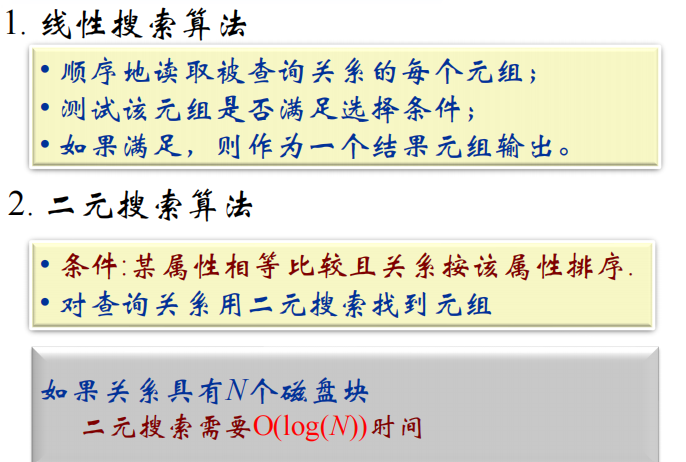 1. 线性搜索算法
• 顺序地读取被查询关系的每个元组；
• 测试该元组是否满足选择条件；
• 如果满足，则作为一个结果元组输出。
2. 二元搜索算法
• 条件:某属性相等比较且关系按该属性排序.
• 对查询关系用二元搜索找到元组
如果关系具有N个磁盘块
二元搜索需要O(log(N))时间